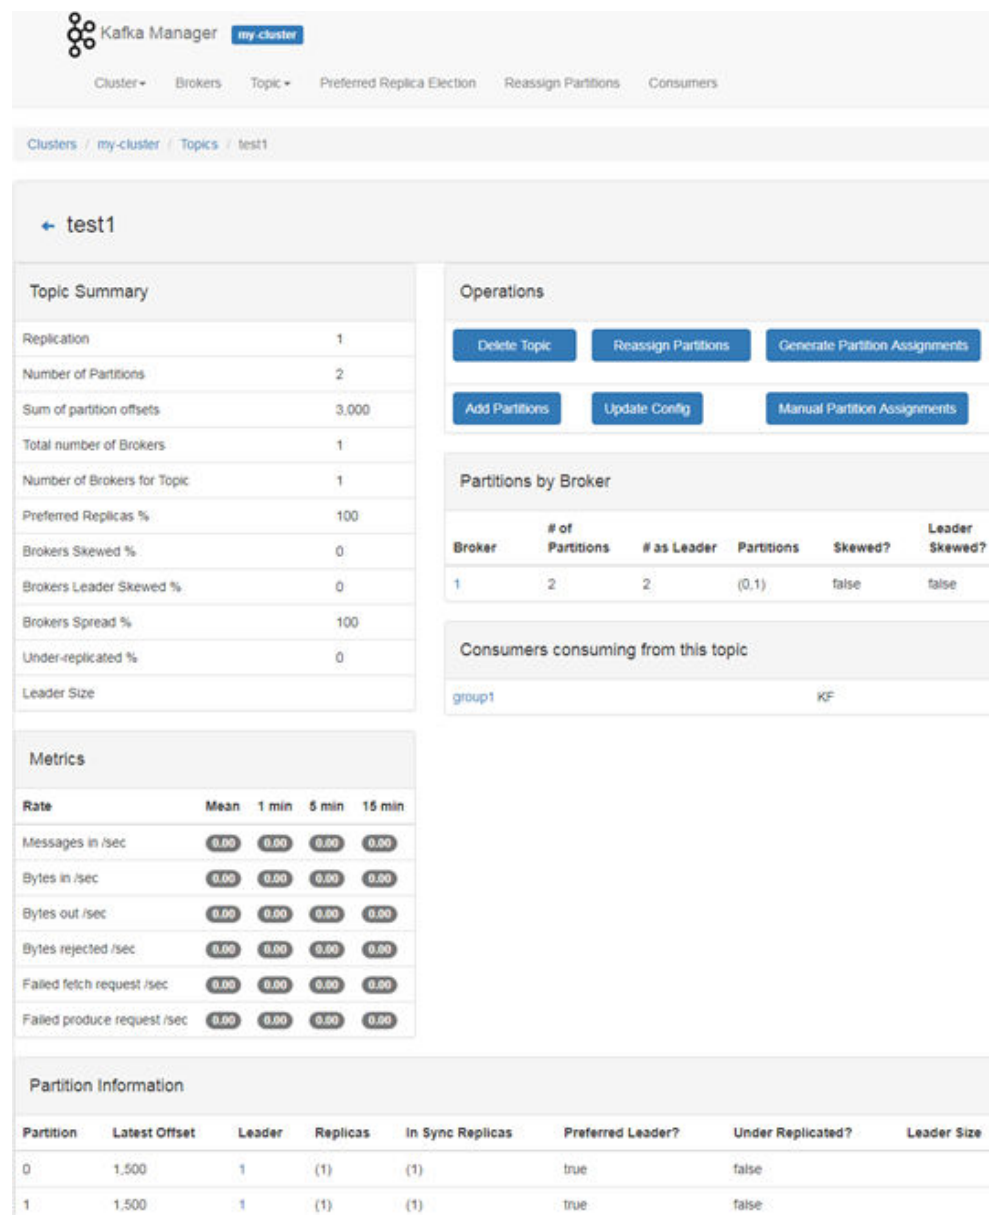 Kafka Manager my-cluster
Cluster Brokers Topic Preferred Replica Election Reassign Partitions Consumers
Clusters / my-cluster / Topics / test1
← test1
Topic Summary
Replication 1
Number of Partitions 2
Sum of partition offsets 3,000
Total number of Brokers 1
Number of Brokers for Topic 1
Preferred Replicas % 100
Brokers Skewed % 0
Brokers Leader Skewed % 0
Brokers Spread % 100
Under-replicated % 0
Leader Size
Operations
Delete Topic Reassign Partitions Generate Partition Assignments
Add Partitions Update Config Manual Partition Assignments
Partitions by Broker
Broker # of Partitions # as Leader Partitions Skewed? Leader Skewed?
1 2 2 (0,1) false false
Consumers consuming from this topic
group1 KF
Metrics
Rate Mean 1 min 5 min 15 min
Messages in /sec 0.00 0.00 0.00 0.00
Bytes in /sec 0.00 0.00 0.00 0.00
Bytes out /sec 0.00 0.00 0.00 0.00
Bytes rejected /sec 0.00 0.00 0.00 0.00
Failed fetch request /sec 0.00 0.00 0.00 0.00
Failed produce request /sec 0.00 0.00 0.00 0.00
Partition Information
Partition Latest Offset Leader Replicas In Sync Replicas Preferred Leader? Under Replicated? Leader Size
0 1,500 1 (1) (1) true false
1 1,500 1 (1) (1) true false